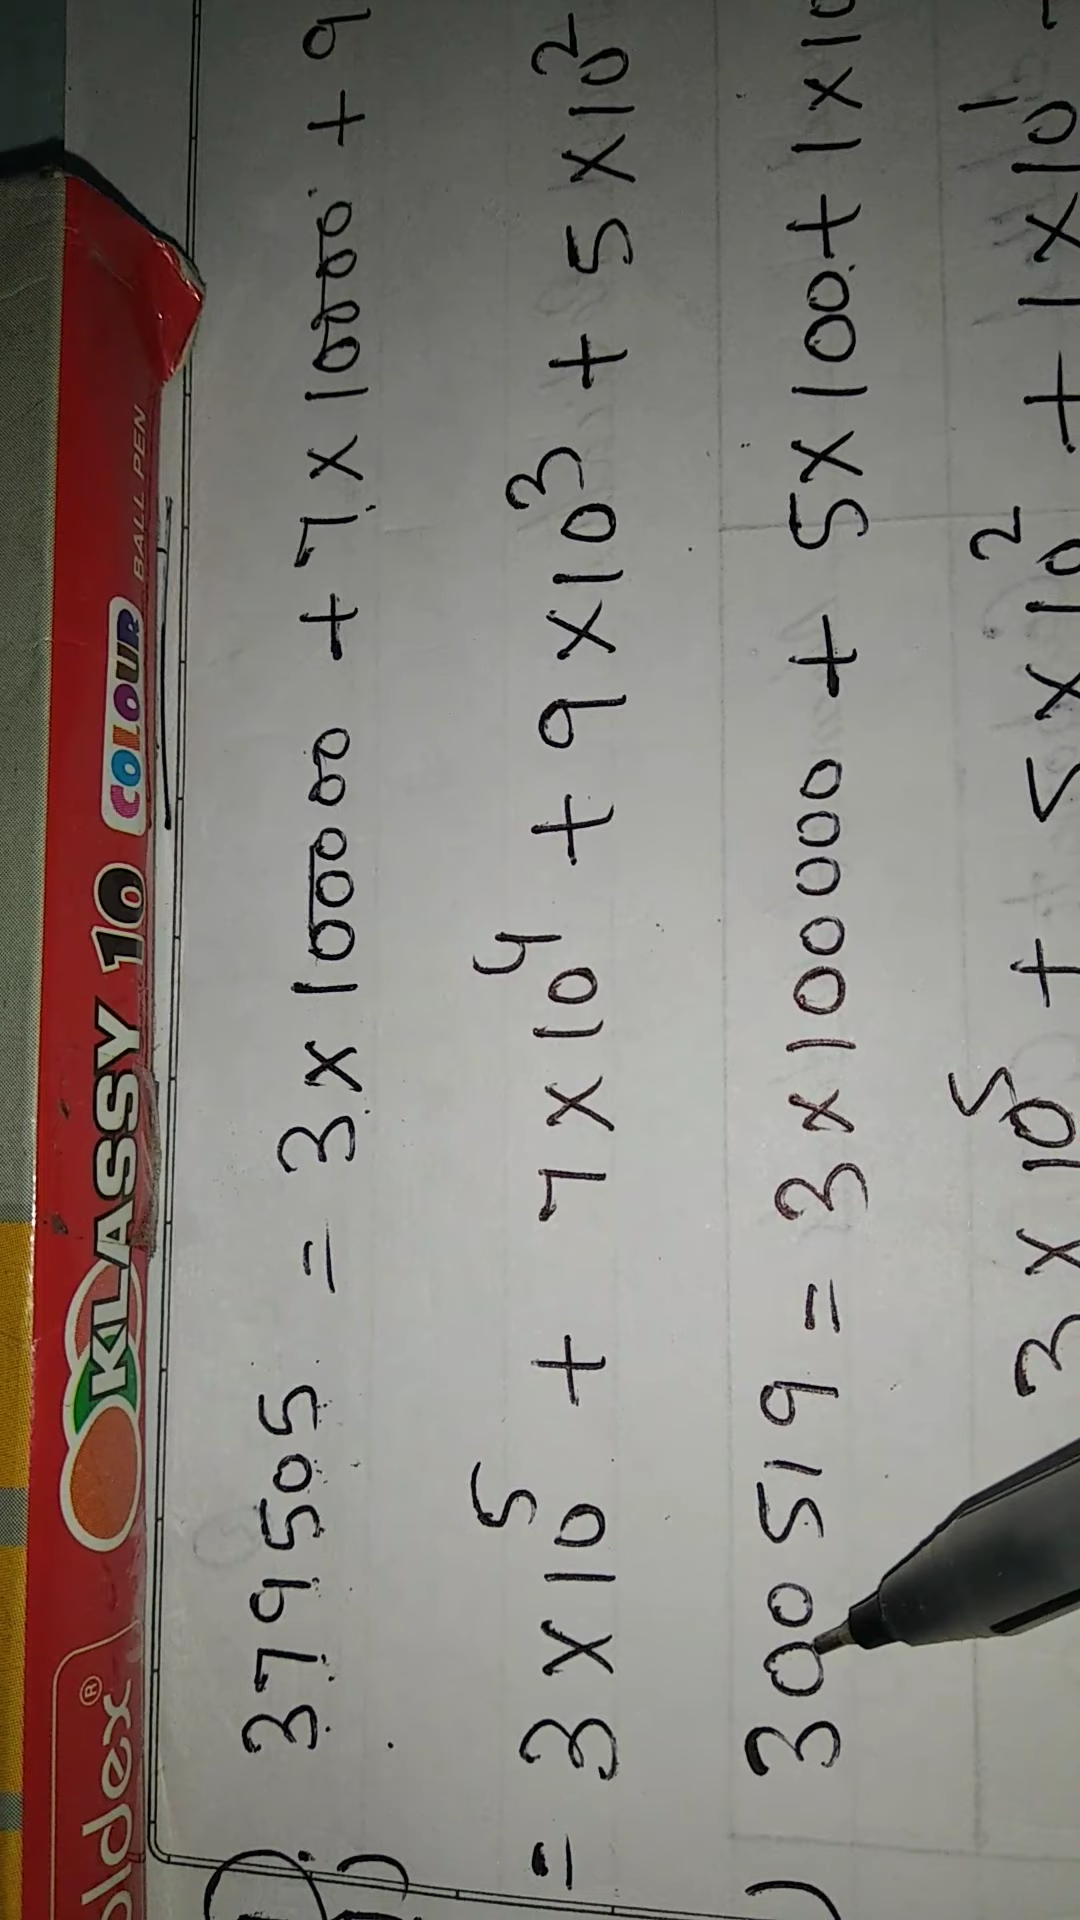 oldex® KLASSY 10 COLOUR BALL PEN
379505 = 3 × 100000 + 7 × 10000 + 9
= 3 × 10⁵ + 7 × 10⁴ + 9 × 10³ + 5 × 10²
) 300519 = 3 × 100000 + 5 × 100 + 1 × 10
3 × 10⁵ + 5 × 10² + 1 × 10¹